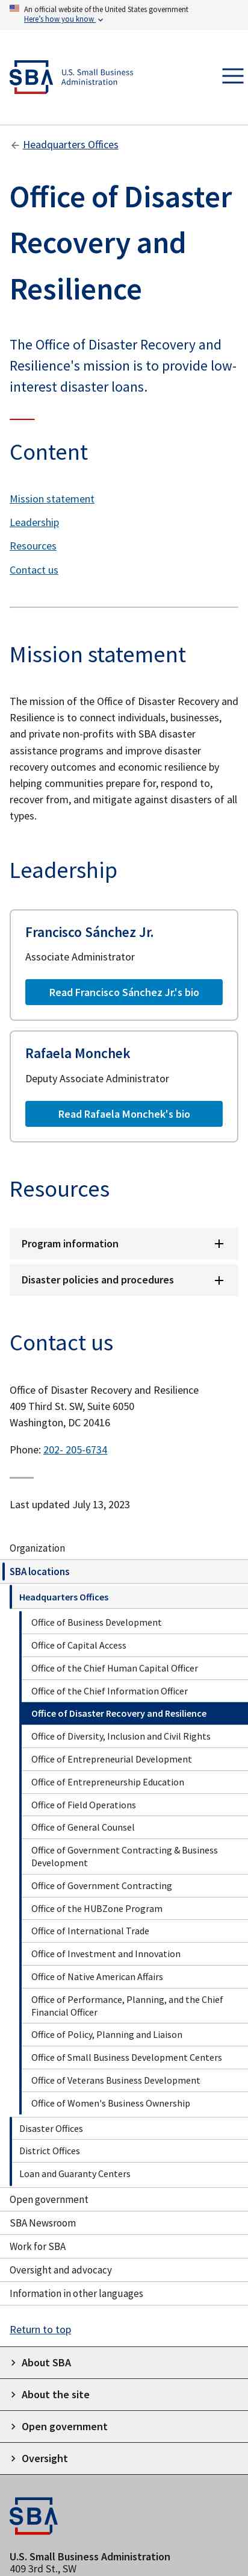 An official website of the United States government
Here's how you know
SBA U.S. Small Business
Administration
Headquarters Offices
Office of Disaster
Recovery and
Resilience
The Office of Disaster Recovery and
Resilience's mission is to provide low-
interest disaster loans.
Content
Mission statement
Leadership
Resources
Contact us
Mission statement
The mission of the Office of Disaster Recovery and
Resilience is to connect individuals, businesses,
and private non-profits with SBA disaster
assistance programs and improve disaster
recovery outcomes and economic resilience by
helping communities prepare for, respond to,
recover from, and mitigate against disasters of all
types.
Leadership
Francisco Sánchez Jr.
Associate Administrator
Read Francisco Sánchez Jr.'s bio
Rafaela Monchek
Deputy Associate Administrator
Read Rafaela Monchek's bio
Resources
Program information
Disaster policies and procedures
Contact us
Office of Disaster Recovery and Resilience
409 Third St. SW, Suite 6050
Washington, DC 20416
Phone: 202- 205-6734
Last updated July 13, 2023
Organization
SBA locations
Headquarters Offices
Office of Business Development
Office of Capital Access
Office of the Chief Human Capital Officer
Office of the Chief Information Officer
Office of Disaster Recovery and Resilience
Office of Diversity, Inclusion and Civil Rights
Office of Entrepreneurial Development
Office of Entrepreneurship Education
Office of Field Operations
Office of General Counsel
Office of Government Contracting & Business
Development
Office of Government Contracting
Office of the HUBZone Program
Office of International Trade
Office of Investment and Innovation
Office of Native American Affairs
Office of Performance, Planning, and the Chief
Financial Officer
Office of Policy, Planning and Liaison
Office of Small Business Development Centers
Office of Veterans Business Development
Office of Women's Business Ownership
Disaster Offices
District Offices
Loan and Guaranty Centers
Open government
SBA Newsroom
Work for SBA
Oversight and advocacy
Information in other languages
Return to top
About SBA
About the site
Open government
Oversight
SBA
U.S. Small Business Administration
409 3rd St., SW